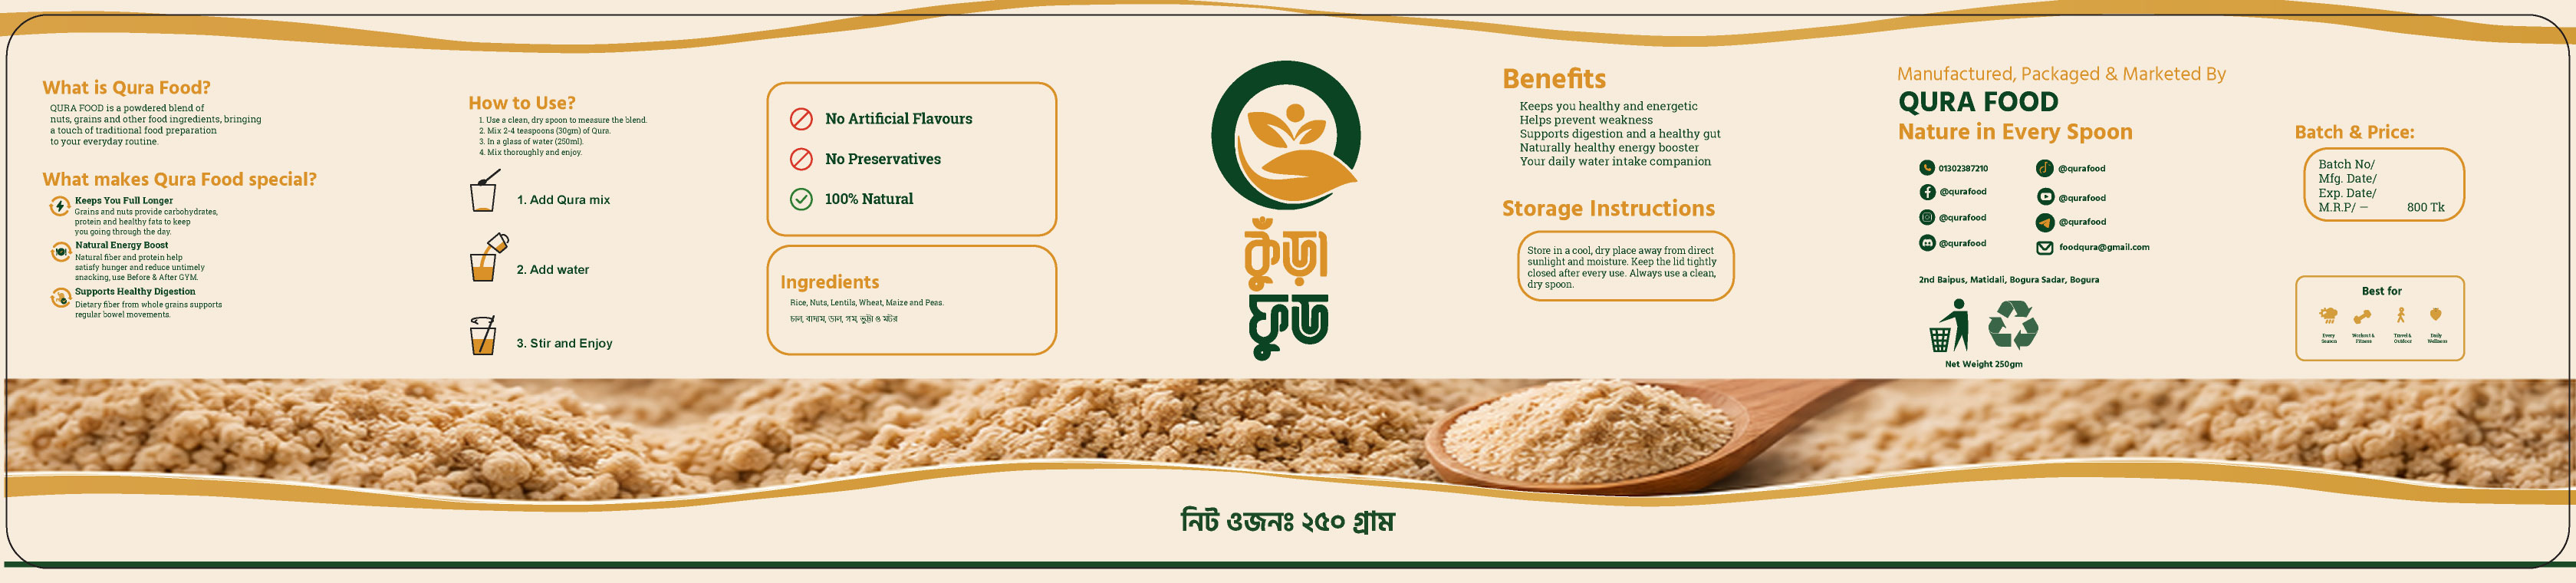 What is Qura Food?
QURA FOOD is a powdered blend of
nuts, grains and other food ingredients, bringing
a touch of traditional food preparation
to your everyday routine.
What makes Qura Food special?
Keeps You Full Longer
Grains and nuts provide carbohydrates,
protein and healthy fats to keep
you going through the day.
Natural Energy Boost
Natural fiber and protein help
satisfy hunger and reduce untimely
snacking, use Before & After GYM.
Supports Healthy Digestion
Dietary fiber from whole grains supports
regular bowel movements.
How to Use?
1. Use a clean, dry spoon to measure the blend.
2. Mix 2-4 teaspoons (30gm) of Qura.
3. In a glass of water (250ml).
4. Mix thoroughly and enjoy.
1. Add Qura mix
2. Add water
3. Stir and Enjoy
No Artificial Flavours
No Preservatives
100% Natural
Ingredients
Rice, Nuts, Lentils, Wheat, Maize and Peas.
চাল, বাদাম, ডাল, গম, ভুট্টা ও মটর
কুঁড়া
ফুড
নিট ওজনঃ ২৫০ গ্রাম
Benefits
Keeps you healthy and energetic
Helps prevent weakness
Supports digestion and a healthy gut
Naturally healthy energy booster
Your daily water intake companion
Storage Instructions
Store in a cool, dry place away from direct
sunlight and moisture. Keep the lid tightly
closed after every use. Always use a clean,
dry spoon.
Manufactured, Packaged & Marketed By
QURA FOOD
Nature in Every Spoon
01302387210
@qurafood
@qurafood
@qurafood
@qurafood
@qurafood
@qurafood
foodqura@gmail.com
2nd Baipus, Matidali, Bogura Sadar, Bogura
Net Weight 250gm
Batch & Price:
Batch No/
Mfg. Date/
Exp. Date/
M.R.P/ — 800 Tk
Best for
Every
Season
Workout &
Fitness
Travel &
Outdoor
Daily
Wellness